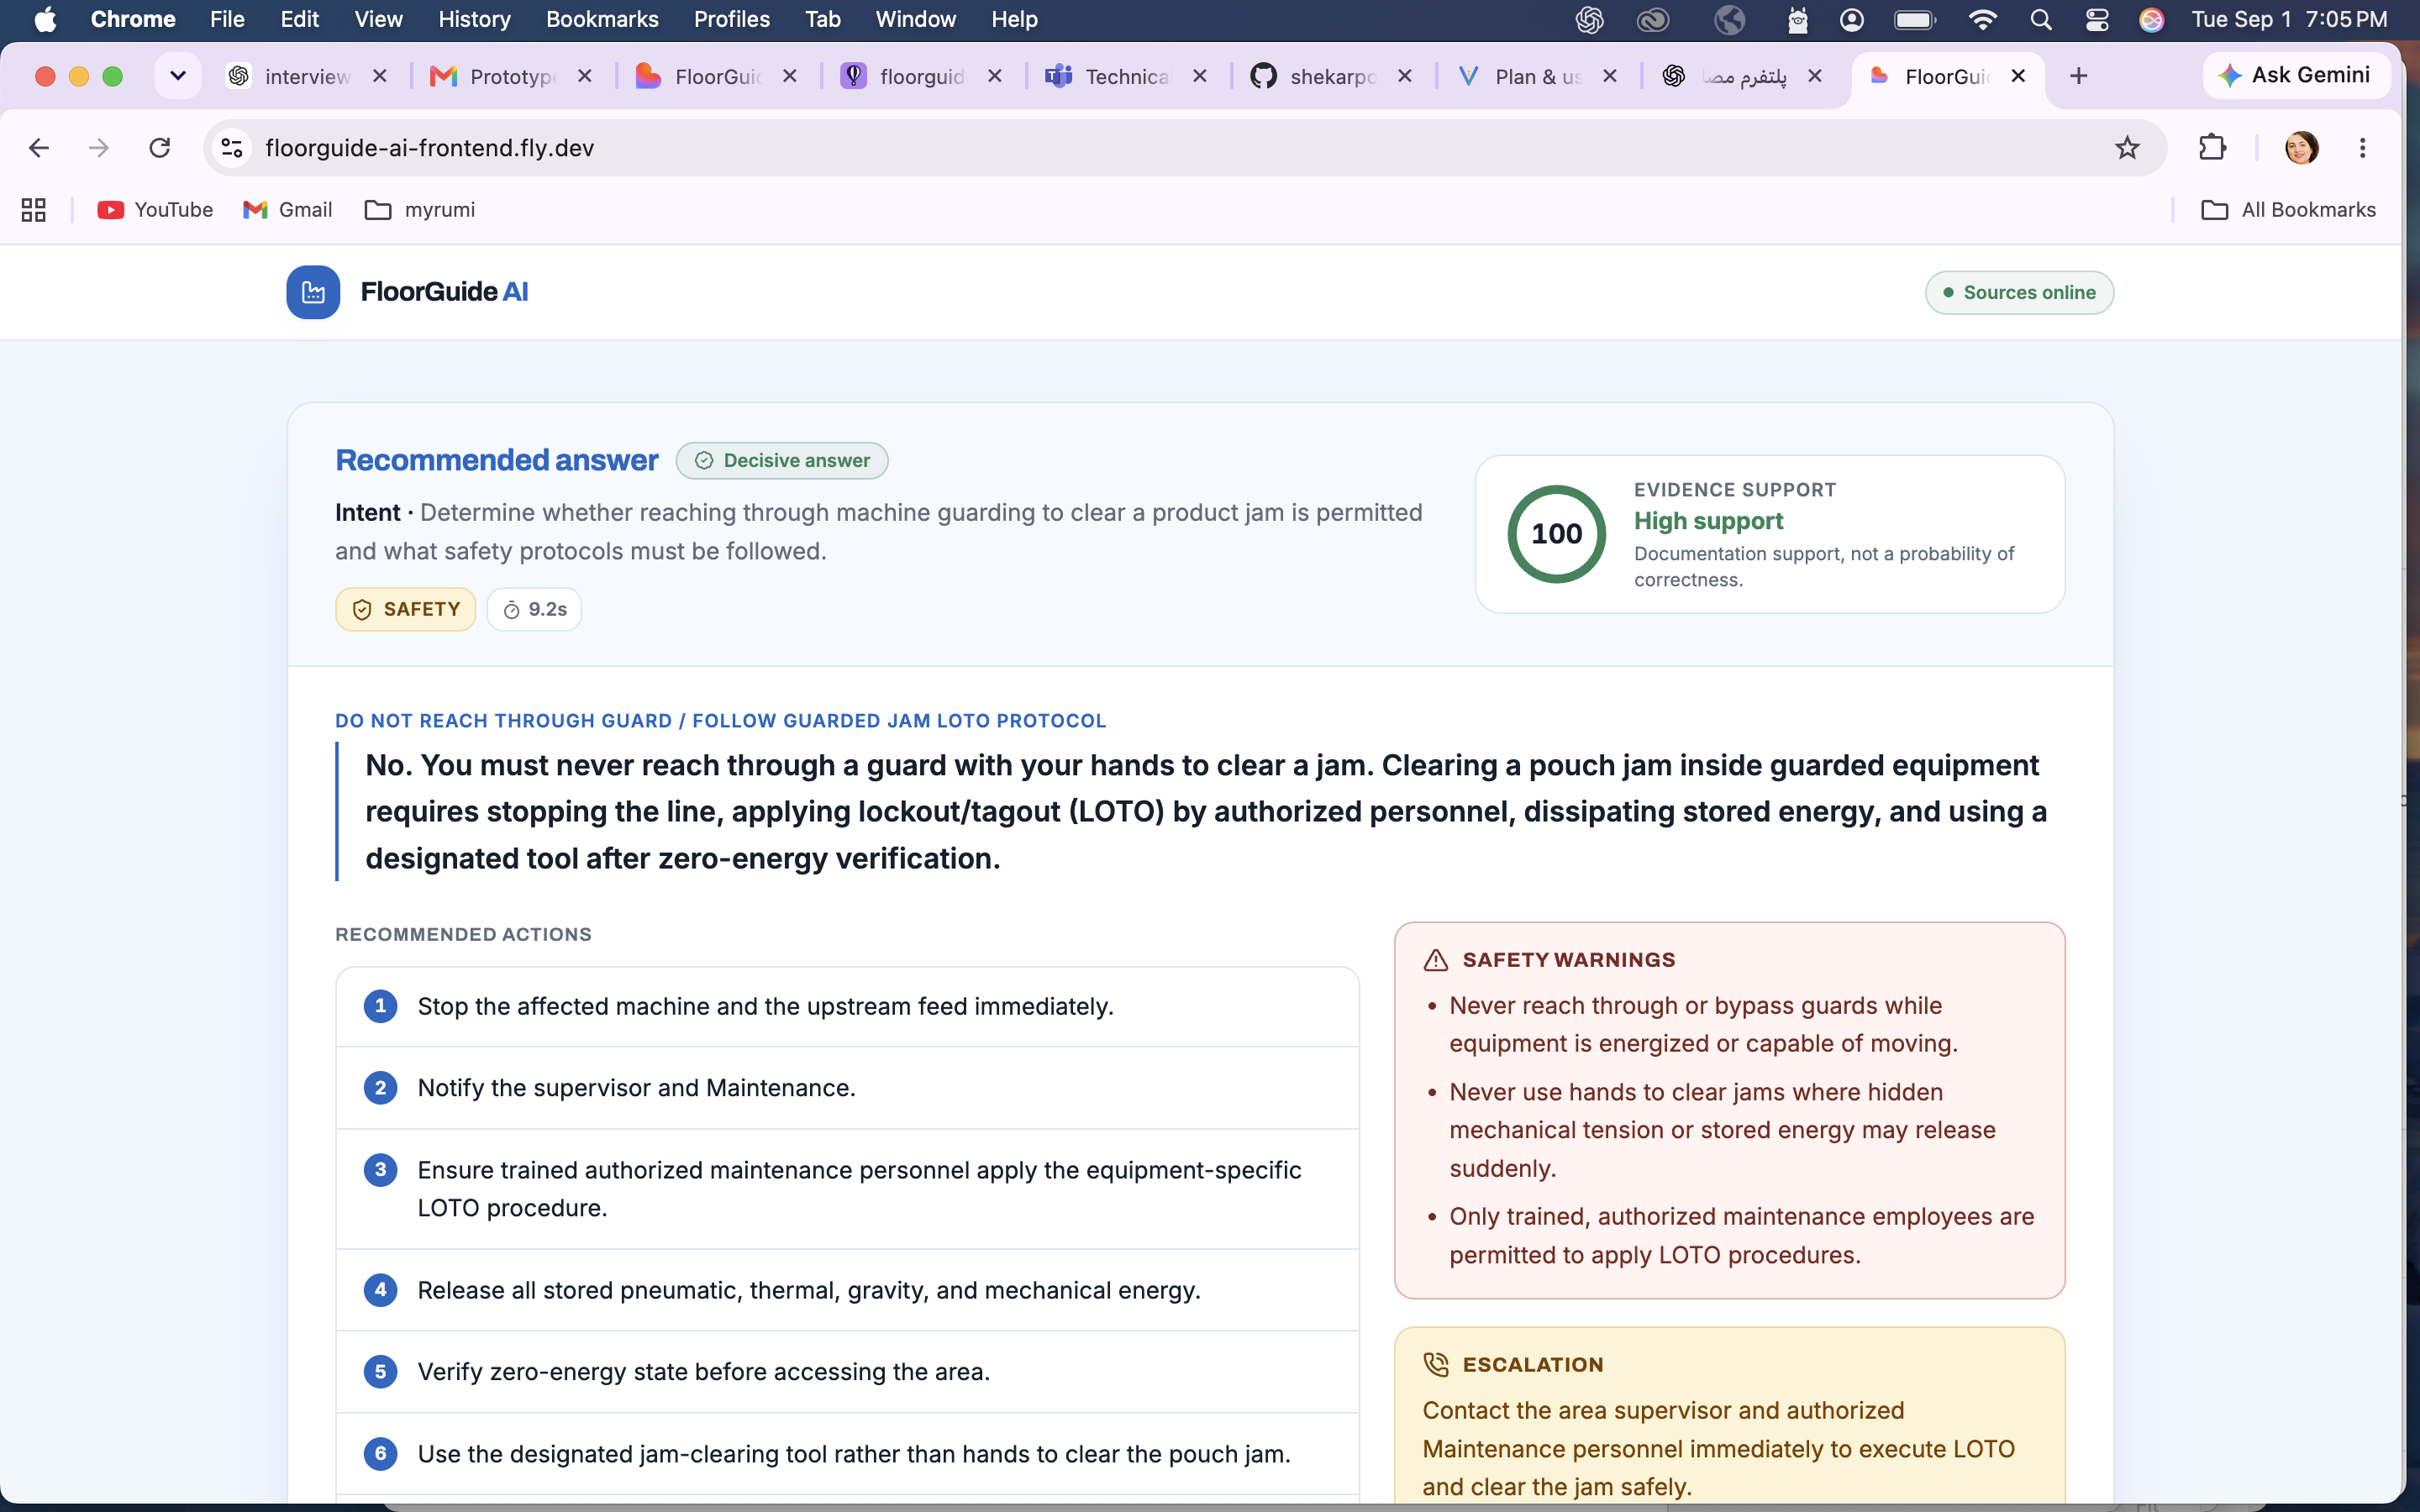 Chrome File Edit View History Bookmarks Profiles Tab Window Help Tue Sep 1 7:05 PM
interview Prototype FloorGui floorguid Technica shekarpo Plan & us پلتفرم مصا FloorGui Ask Gemini
floorguide-ai-frontend.fly.dev
YouTube Gmail myrumi All Bookmarks
FloorGuide AI Sources online
Recommended answer Decisive answer
Intent · Determine whether reaching through machine guarding to clear a product jam is permitted
and what safety protocols must be followed.
SAFETY 9.2s
100
EVIDENCE SUPPORT
High support
Documentation support, not a probability of
correctness.
DO NOT REACH THROUGH GUARD / FOLLOW GUARDED JAM LOTO PROTOCOL
No. You must never reach through a guard with your hands to clear a jam. Clearing a pouch jam inside guarded equipment
requires stopping the line, applying lockout/tagout (LOTO) by authorized personnel, dissipating stored energy, and using a
designated tool after zero-energy verification.
RECOMMENDED ACTIONS
1 Stop the affected machine and the upstream feed immediately.
2 Notify the supervisor and Maintenance.
3 Ensure trained authorized maintenance personnel apply the equipment-specific
LOTO procedure.
4 Release all stored pneumatic, thermal, gravity, and mechanical energy.
5 Verify zero-energy state before accessing the area.
6 Use the designated jam-clearing tool rather than hands to clear the pouch jam.
SAFETY WARNINGS
• Never reach through or bypass guards while
equipment is energized or capable of moving.
• Never use hands to clear jams where hidden
mechanical tension or stored energy may release
suddenly.
• Only trained, authorized maintenance employees are
permitted to apply LOTO procedures.
ESCALATION
Contact the area supervisor and authorized
Maintenance personnel immediately to execute LOTO
and clear the jam safely.